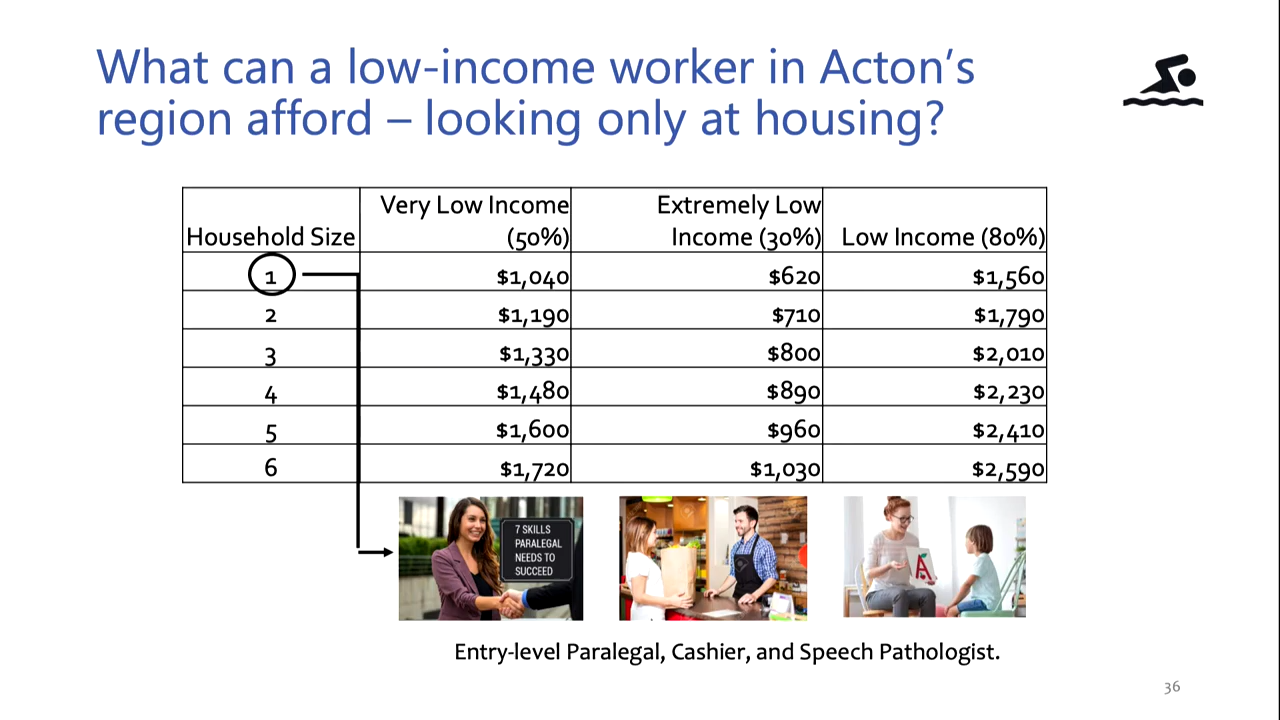 What can a low-income worker in Acton's
region afford – looking only at housing?
Household Size Very Low Income (50%) Extremely Low Income (30%) Low Income (80%)
1 $1,040 $620 $1,560
2 $1,190 $710 $1,790
3 $1,330 $800 $2,010
4 $1,480 $890 $2,230
5 $1,600 $960 $2,410
6 $1,720 $1,030 $2,590
7 SKILLS
PARALEGAL
NEEDS TO
SUCCEED
A
Entry-level Paralegal, Cashier, and Speech Pathologist.
36